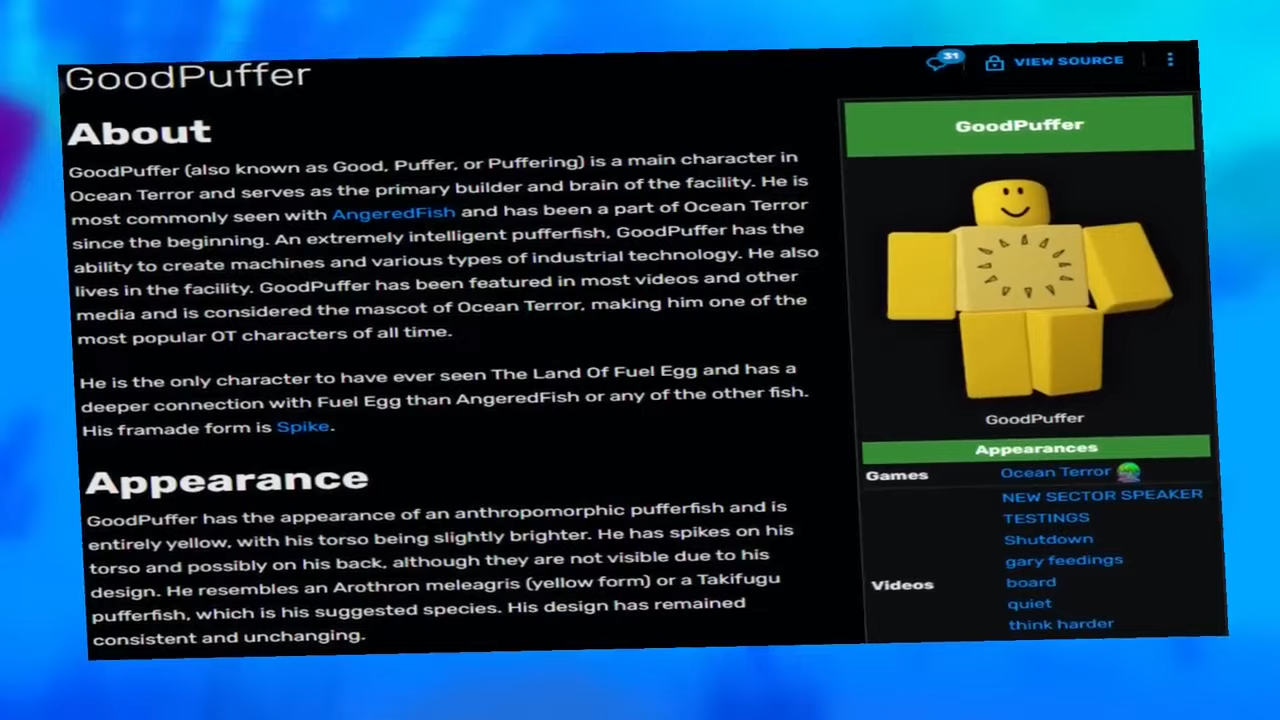 GoodPuffer
31
VIEW SOURCE
About
GoodPuffer (also known as Good, Puffer, or Puffering) is a main character in
Ocean Terror and serves as the primary builder and brain of the facility. He is
most commonly seen with AngeredFish and has been a part of Ocean Terror
since the beginning. An extremely intelligent pufferfish, GoodPuffer has the
ability to create machines and various types of industrial technology. He also
lives in the facility. GoodPuffer has been featured in most videos and other
media and is considered the mascot of Ocean Terror, making him one of the
most popular OT characters of all time.
He is the only character to have ever seen The Land Of Fuel Egg and has a
deeper connection with Fuel Egg than AngeredFish or any of the other fish.
His framade form is Spike.
Appearance
GoodPuffer has the appearance of an anthropomorphic pufferfish and is
entirely yellow, with his torso being slightly brighter. He has spikes on his
torso and possibly on his back, although they are not visible due to his
design. He resembles an Arothron meleagris (yellow form) or a Takifugu
pufferfish, which is his suggested species. His design has remained
consistent and unchanging.
GoodPuffer
GoodPuffer
Appearances
Games Ocean Terror
Videos
NEW SECTOR SPEAKER
TESTINGS
Shutdown
gary feedings
board
quiet
think harder